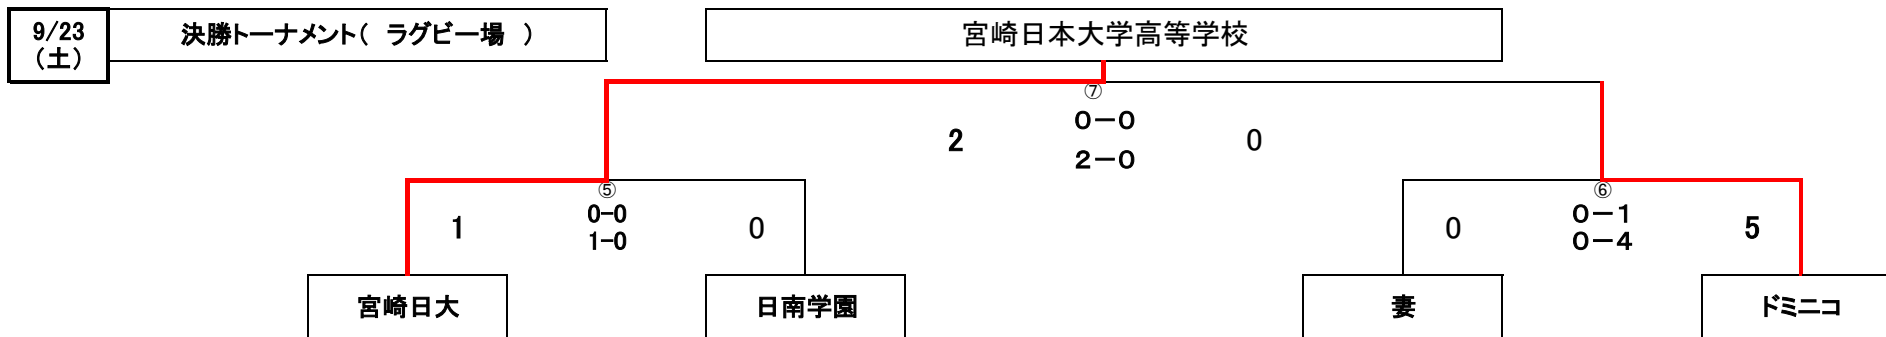 9/23
（土）
決勝トーナメント（　ラグビー場　）
宮崎日本大学高等学校
⑦
０－０
2
0
２－０
⑤
0-0
1
0
1-0
⑥
０－１
0
5
０－４
宮崎日大
日南学園
妻
ドミニコ